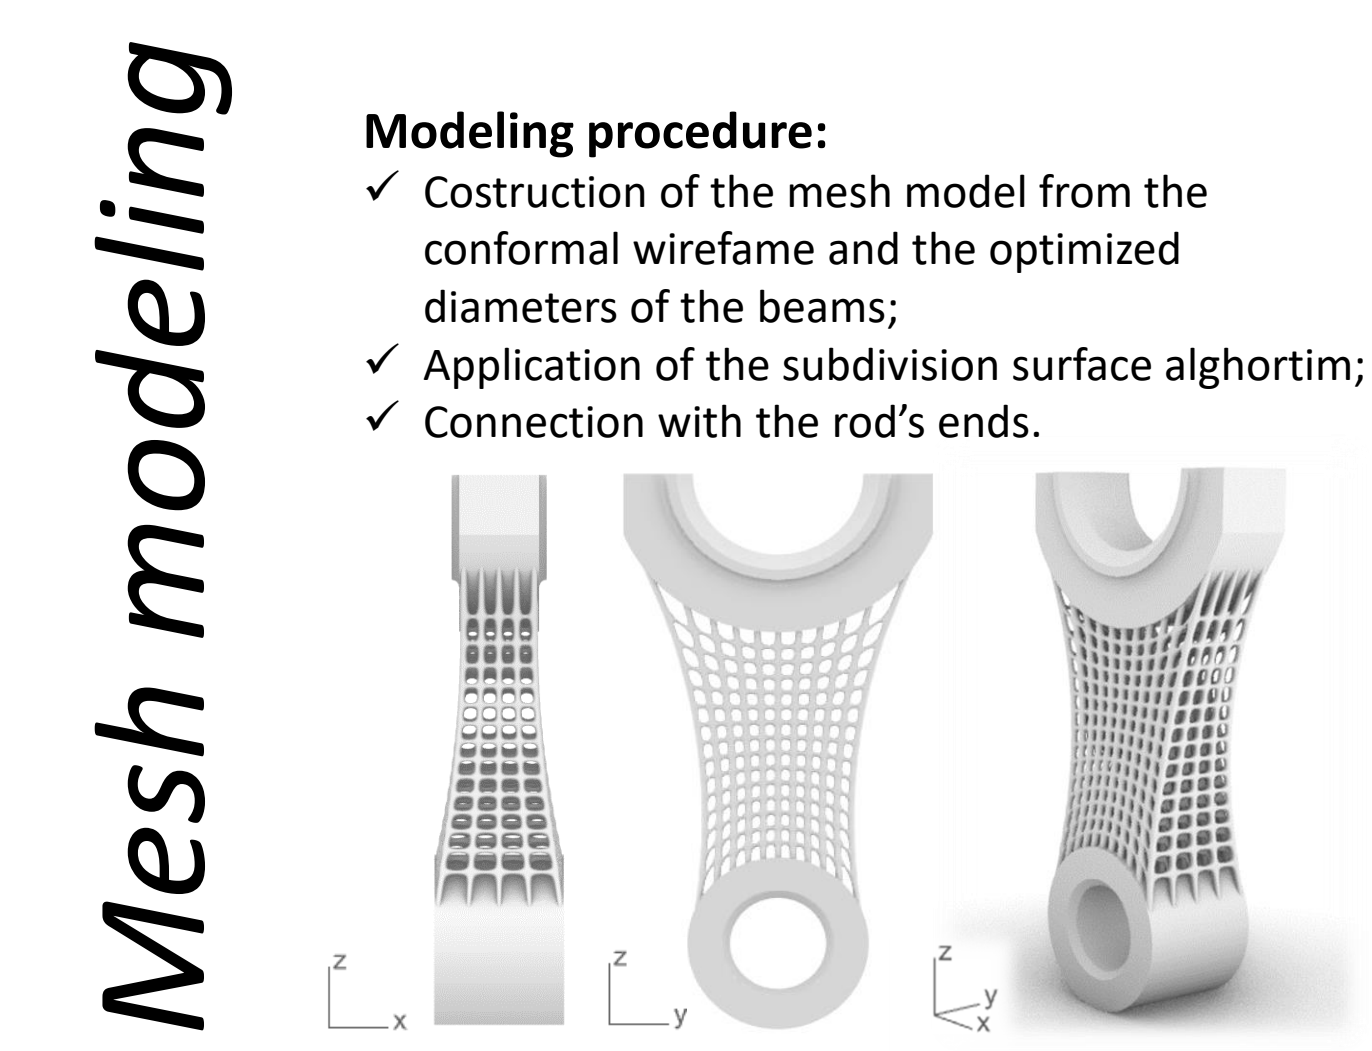 Mesh modeling
Modeling procedure:
✓ Costruction of the mesh model from the
conformal wirefame and the optimized
diameters of the beams;
✓ Application of the subdivision surface alghortim;
✓ Connection with the rod’s ends.
z
x
z
y
z
y
x